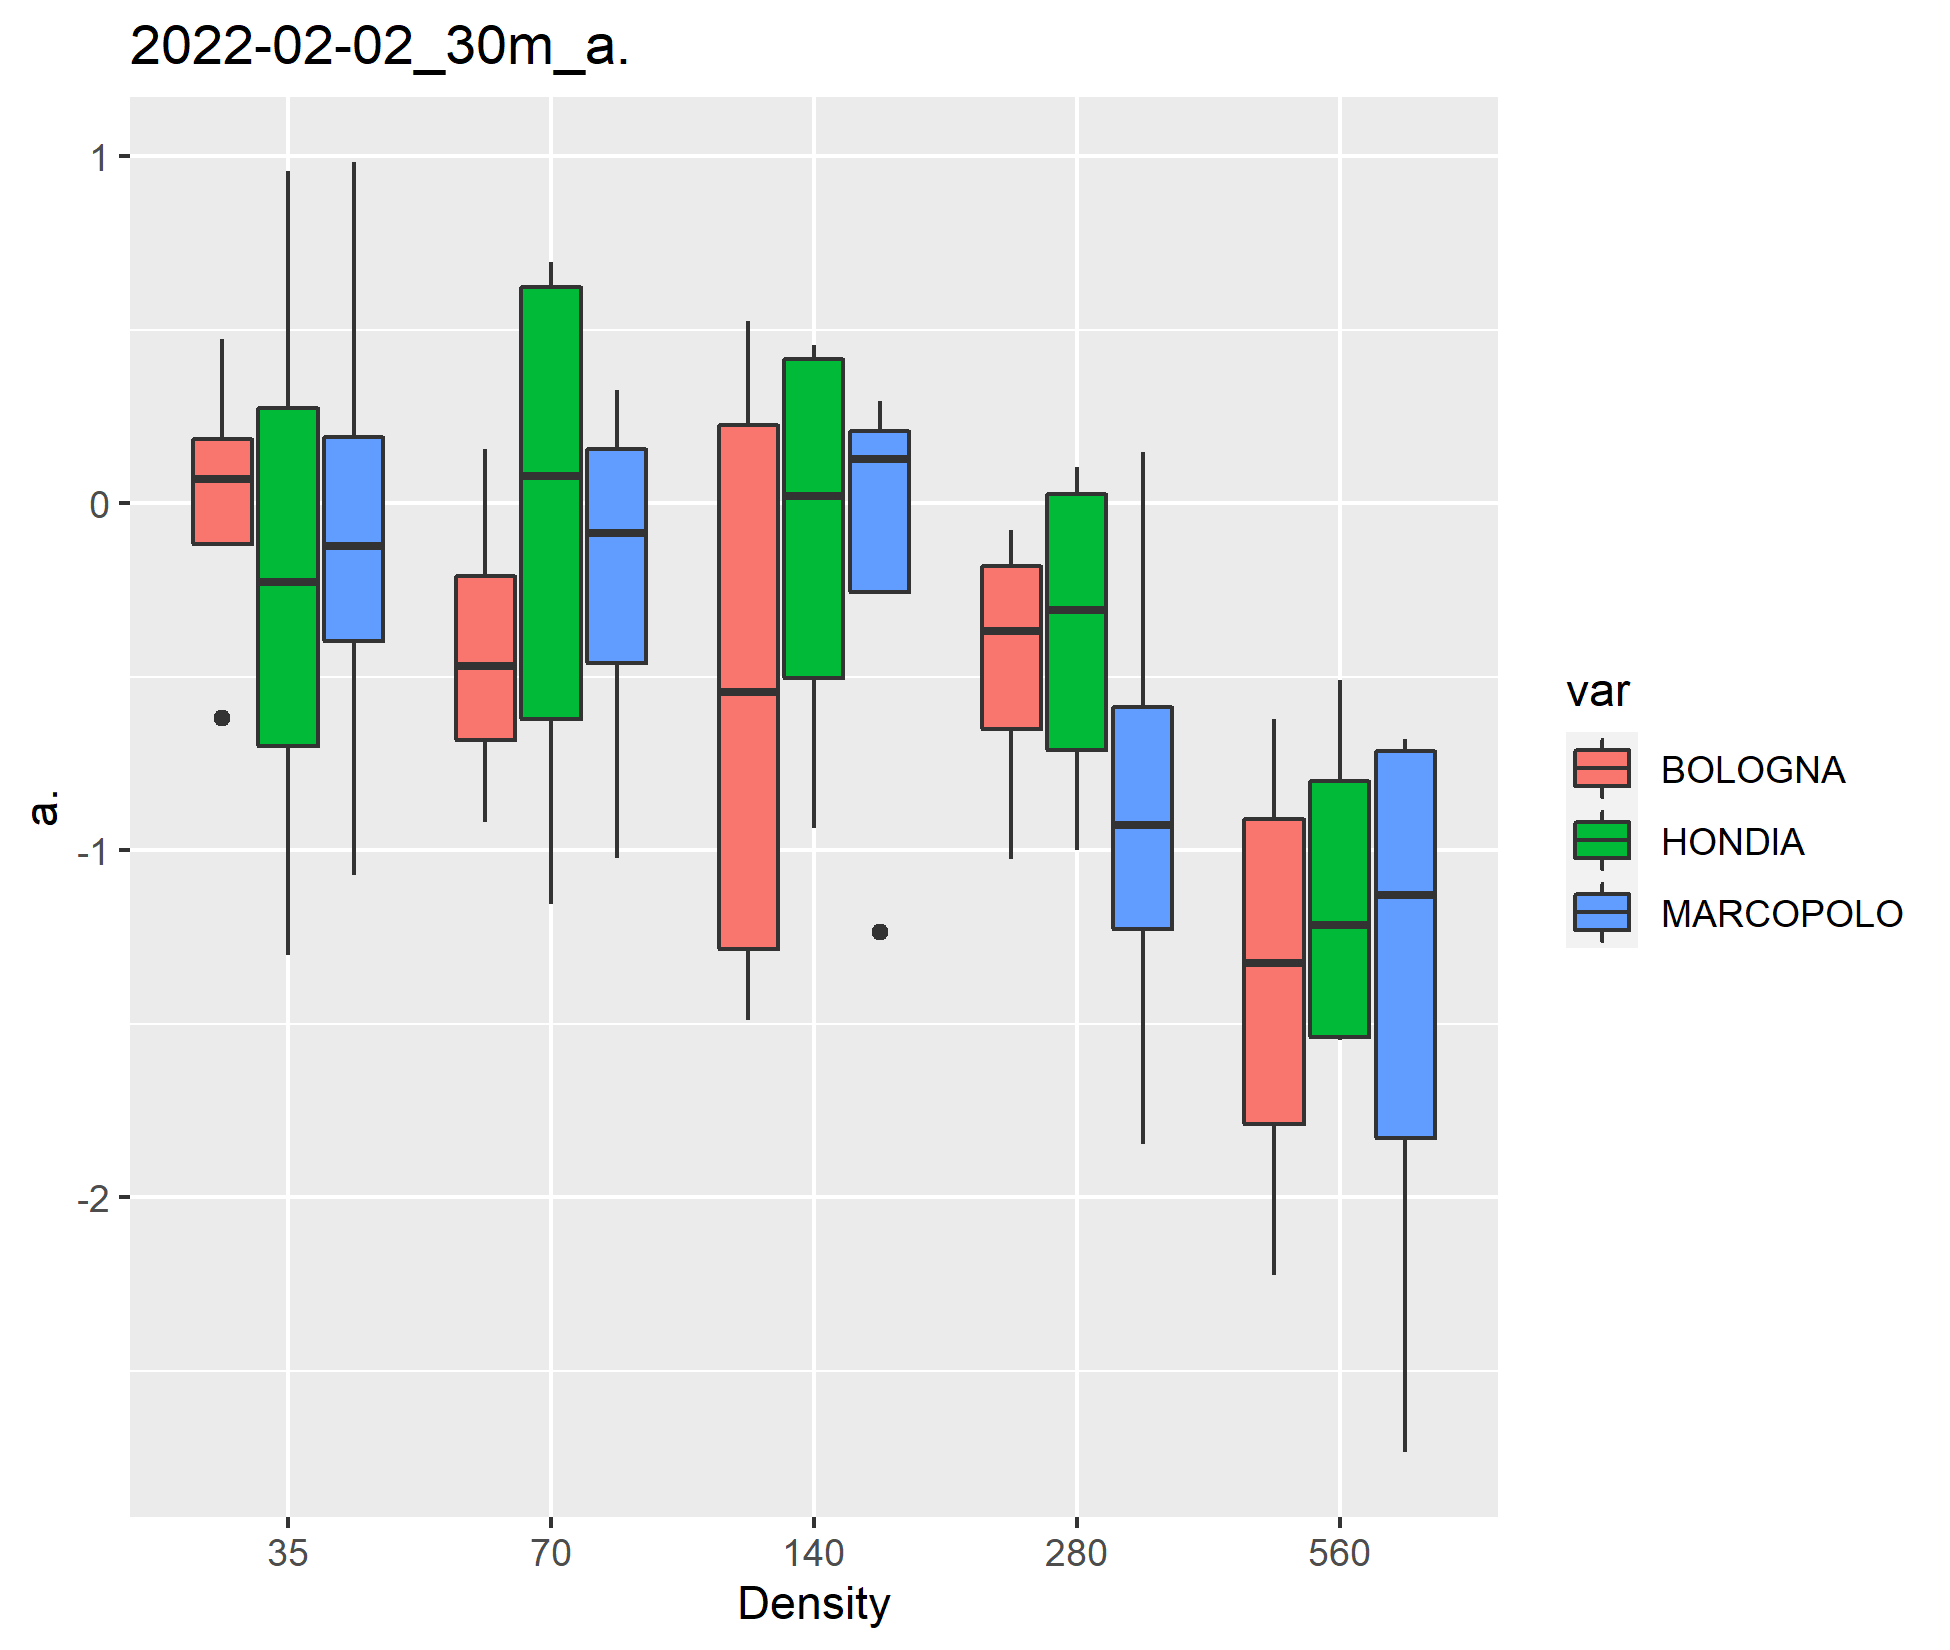 2022-02-02_30m_a.
1
0
-1
-2
a.
35 70 140 280 560
Density
var
BOLOGNA
HONDIA
MARCOPOLO